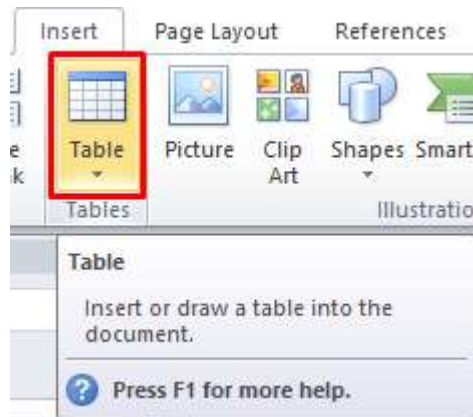 Insert Page Layout References
e Table Picture Clip Shapes Smart
k Art
Tables Illustratio
Table
Insert or draw a table into the
document.
Press F1 for more help.